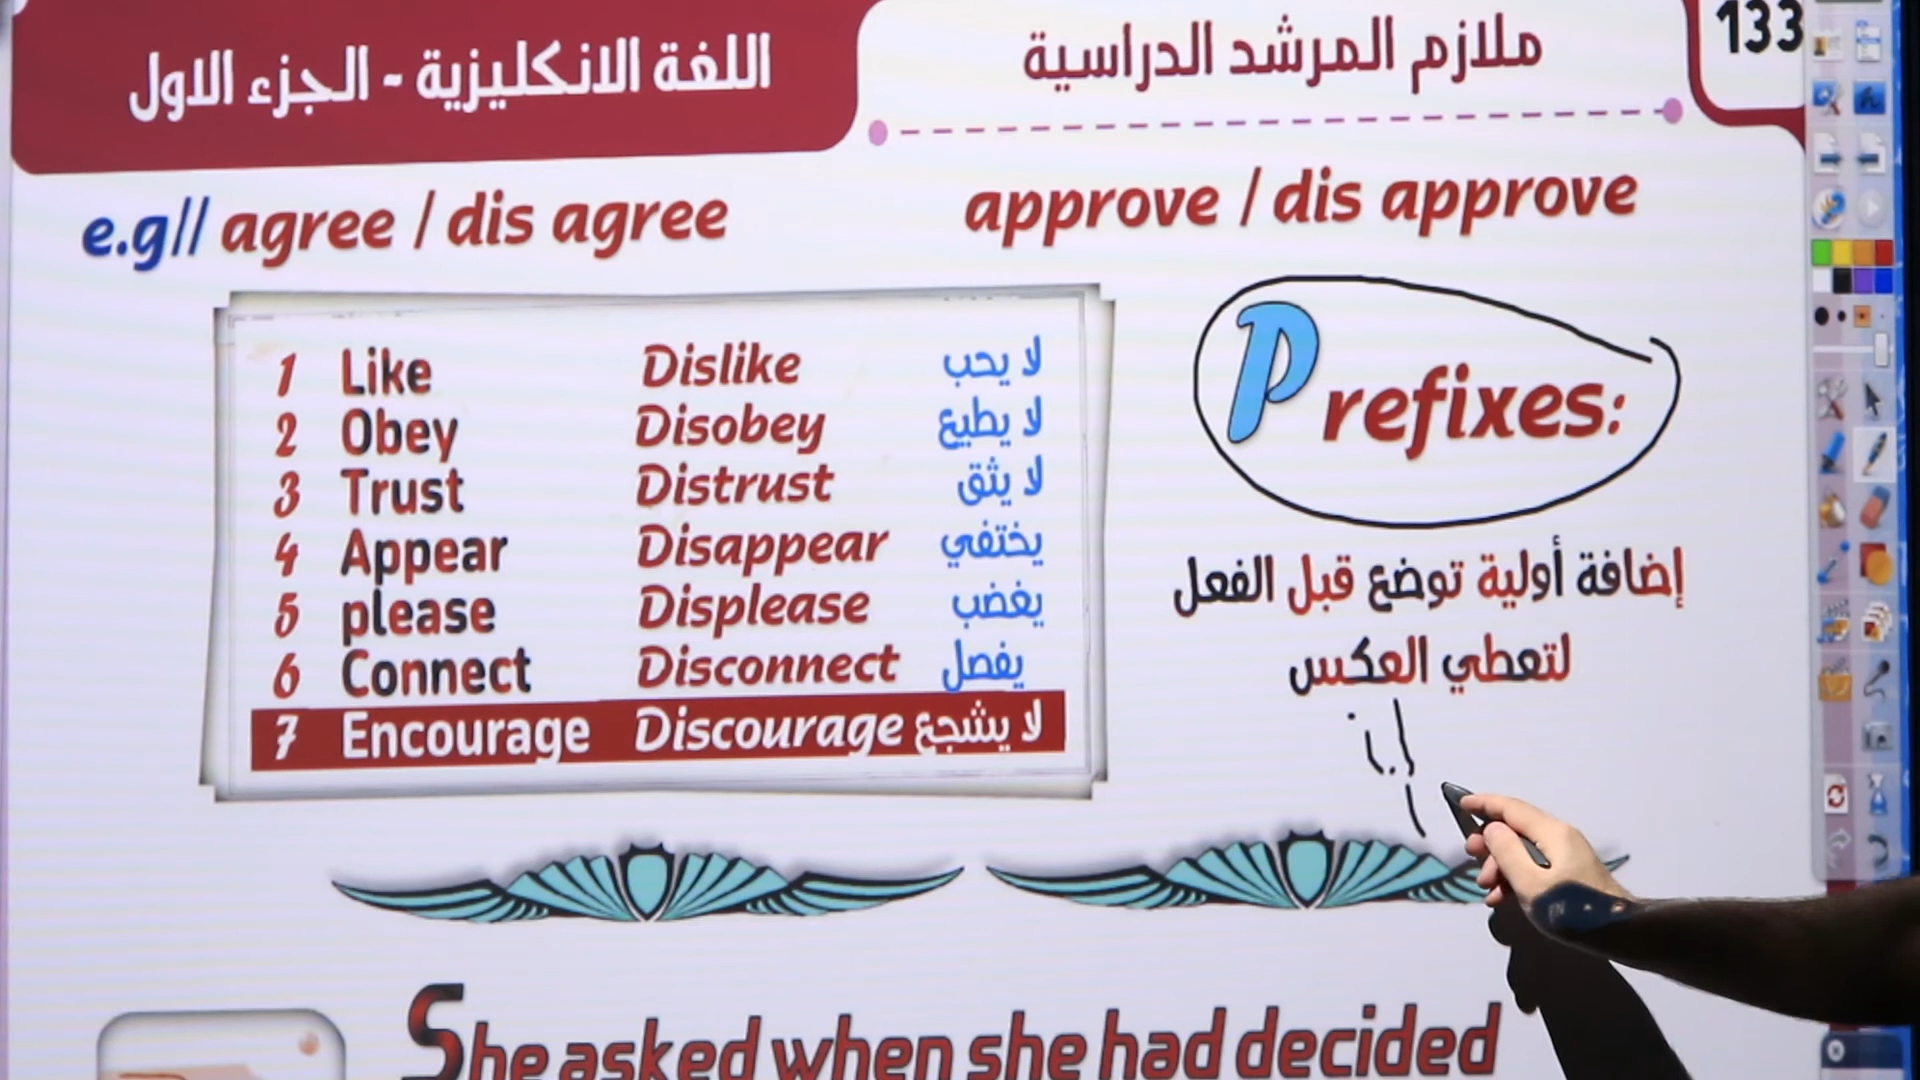 133
ملازم المرشد الدراسية
اللغة الانكليزية - الجزء الاول
e.g// agree / dis agree
approve / dis approve
Prefixes:
إضافة أولية توضع قبل الفعل
لتعطي العكس
1 Like Dislike لا يحب
2 Obey Disobey لا يطيع
3 Trust Distrust لا يثق
4 Appear Disappear يختفي
5 please Displease يغضب
6 Connect Disconnect يفصل
7 Encourage Discourage لا يشجع
She asked when she had decided